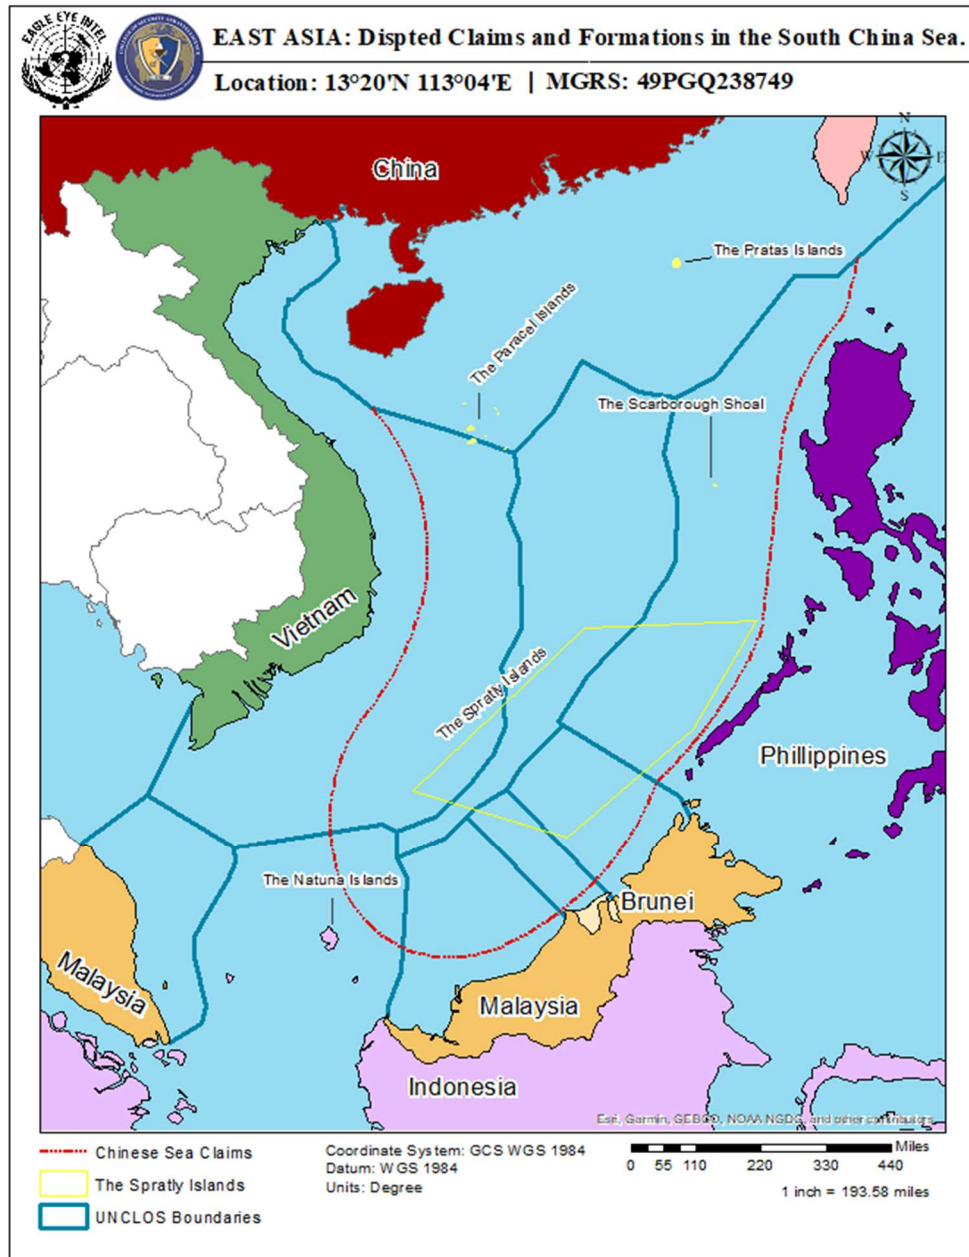 EAGLE EYE INTEL
EAST ASIA: Dispted Claims and Formations in the South China Sea.
Location: 13°20'N 113°04'E | MGRS: 49PGQ238749
N
W
E
S
China
The Pratas Islands
The Paracel Islands
The Scarborough Shoal
Vietnam
The Spratly Islands
Phillippines
The Natuna Islands
Brunei
Malaysia
Malaysia
Indonesia
Esri, Garmin, GEBCO, NOAA NGDC, and other contributors
Chinese Sea Claims
The Spratly Islands
UNCLOS Boundaries
Coordinate System: GCS WGS 1984
Datum: WGS 1984
Units: Degree
Miles
0 55 110 220 330 440
1 inch = 193.58 miles